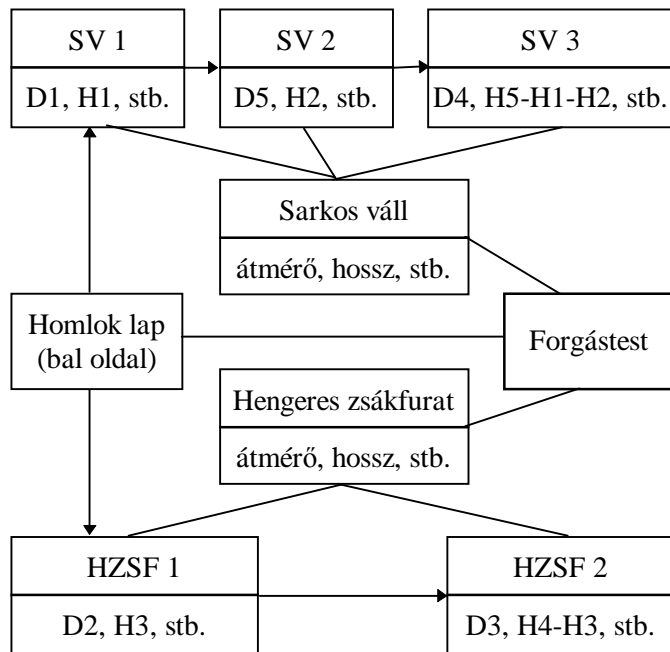 SV 1
D1, H1, stb.
SV 2
D5, H2, stb.
SV 3
D4, H5-H1-H2, stb.
Sarkos váll
átmérő, hossz, stb.
Homlok lap
(bal oldal)
Forgástest
Hengeres zsákfurat
átmérő, hossz, stb.
HZSF 1
D2, H3, stb.
HZSF 2
D3, H4-H3, stb.